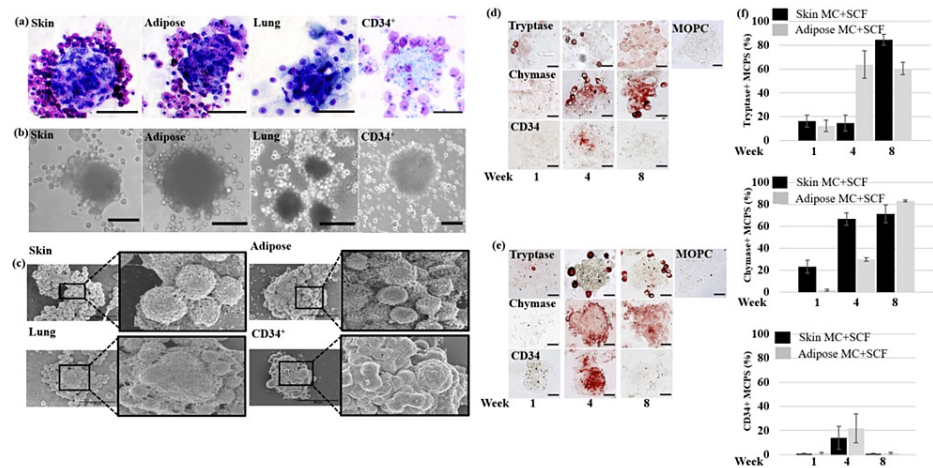 (a) Skin Adipose Lung CD34+
(b) Skin Adipose Lung CD34+
(c) Skin Adipose
Lung CD34+
(d) Tryptase MOPC
Chymase
CD34
Week 1 4 8
(e) Tryptase MOPC
Chymase
CD34
Week 1 4 8
(f)
Tryptase+ MCPS (%)
100
80
60
40
20
0
Skin MC+SCF
Adipose MC+SCF
Week 1 4 8
Chymase+ MCPS (%)
100
80
60
40
20
0
Skin MC+SCF
Adipose MC+SCF
Week 1 4 8
CD34+ MCPS (%)
100
80
60
40
20
0
Skin MC+SCF
Adipose MC+SCF
Week 1 4 8